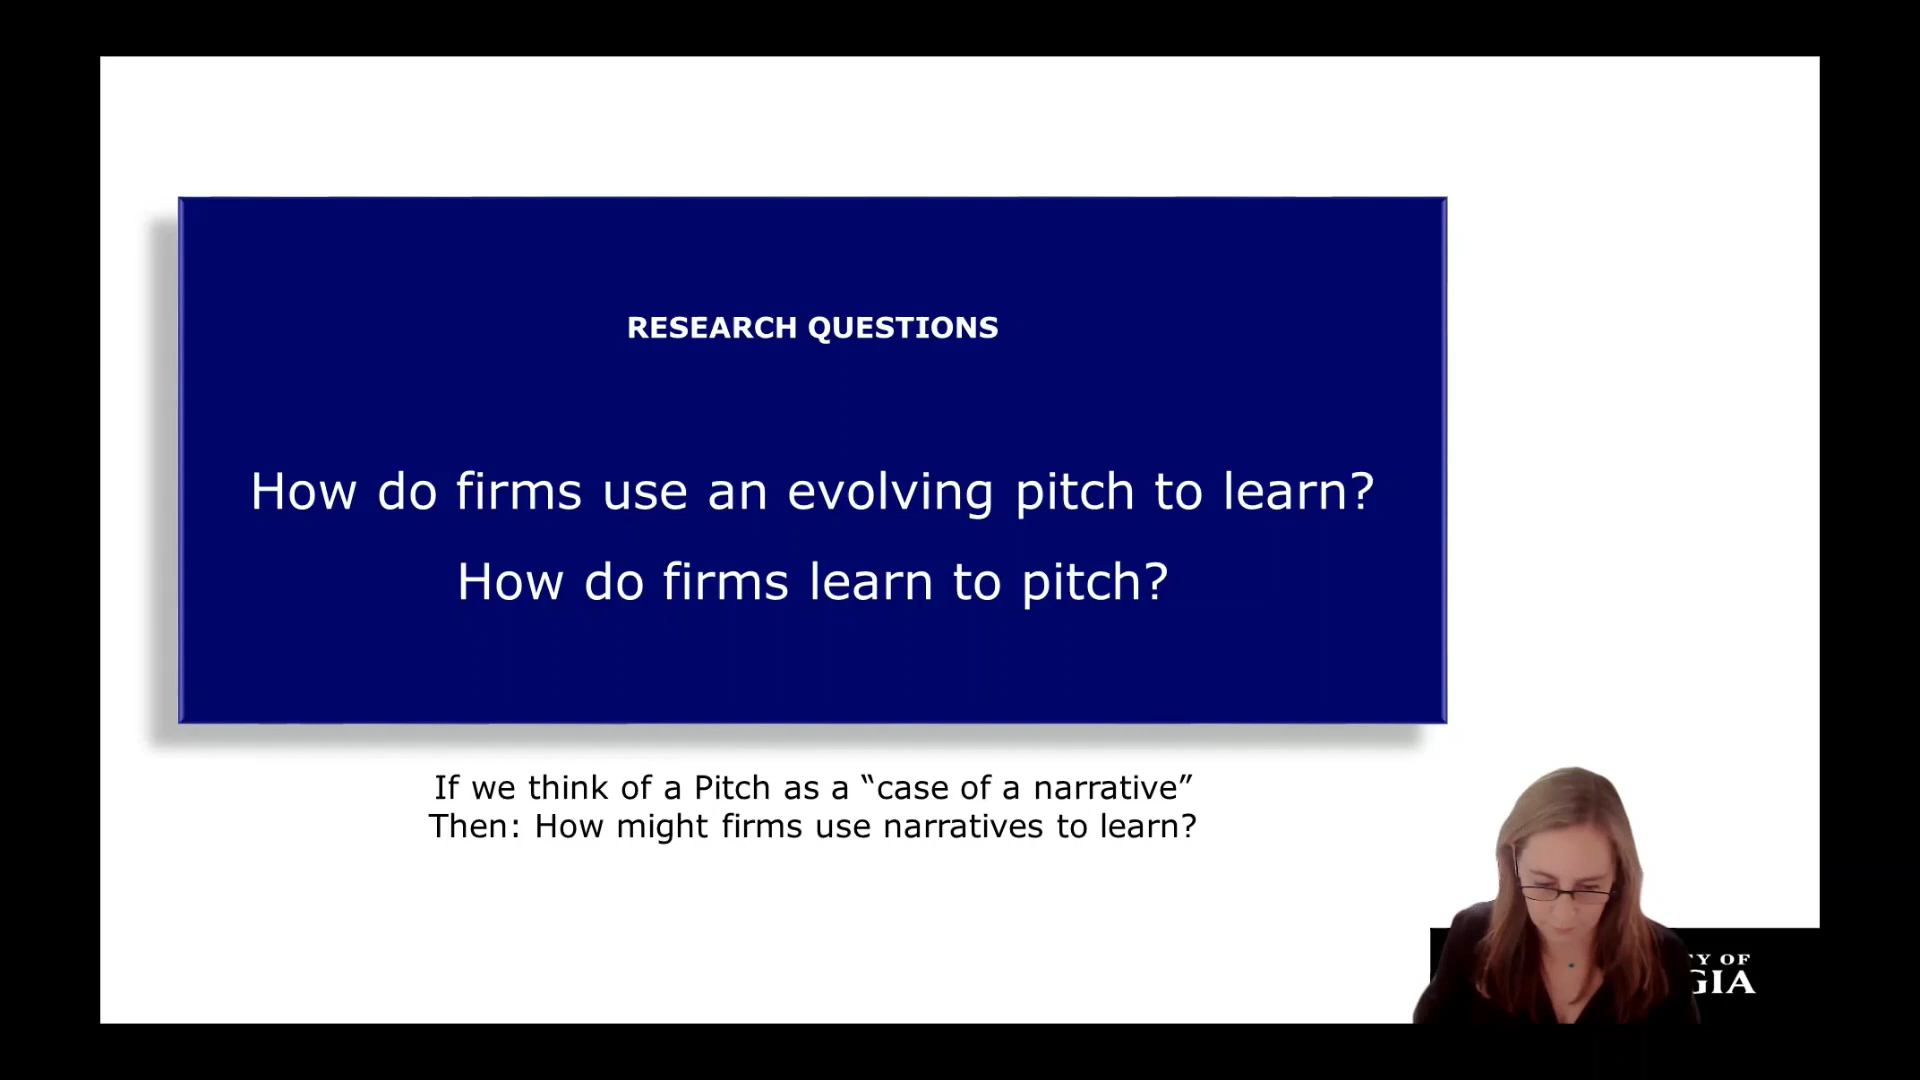 RESEARCH QUESTIONS
How do firms use an evolving pitch to learn?
How do firms learn to pitch?
If we think of a Pitch as a “case of a narrative”
Then: How might firms use narratives to learn?
OF